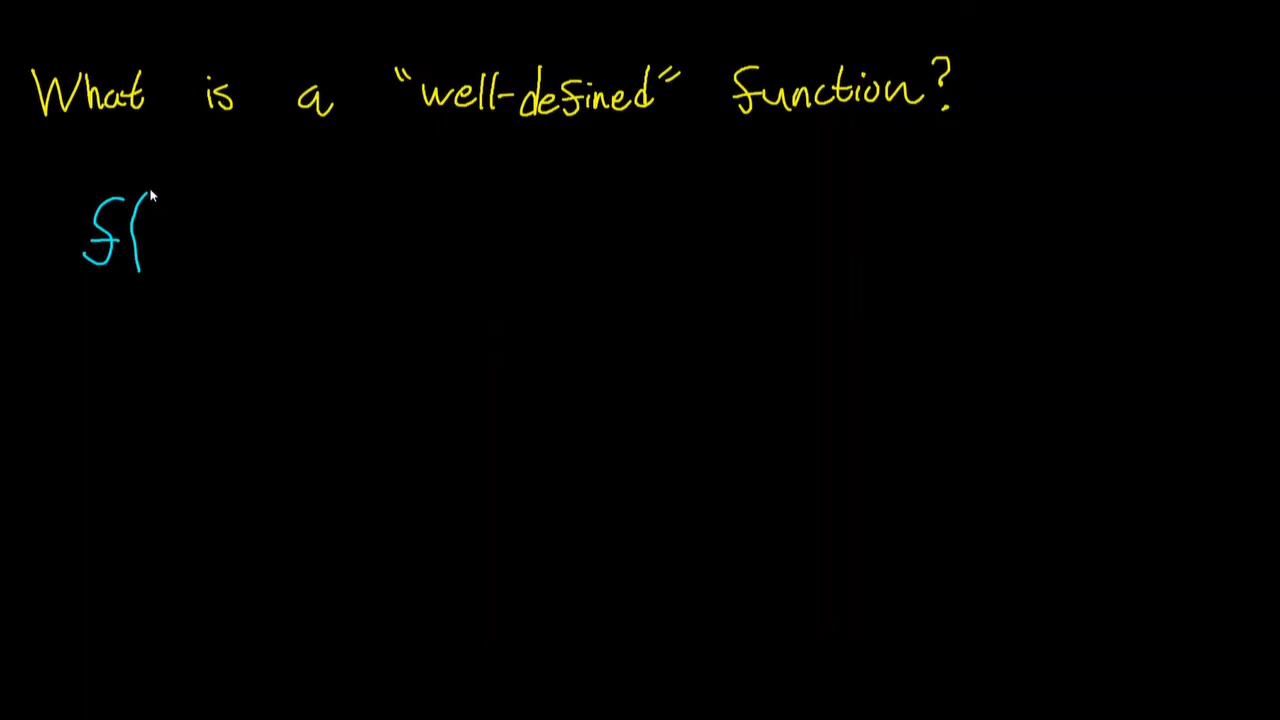 What is a “well-defined” function?
f(